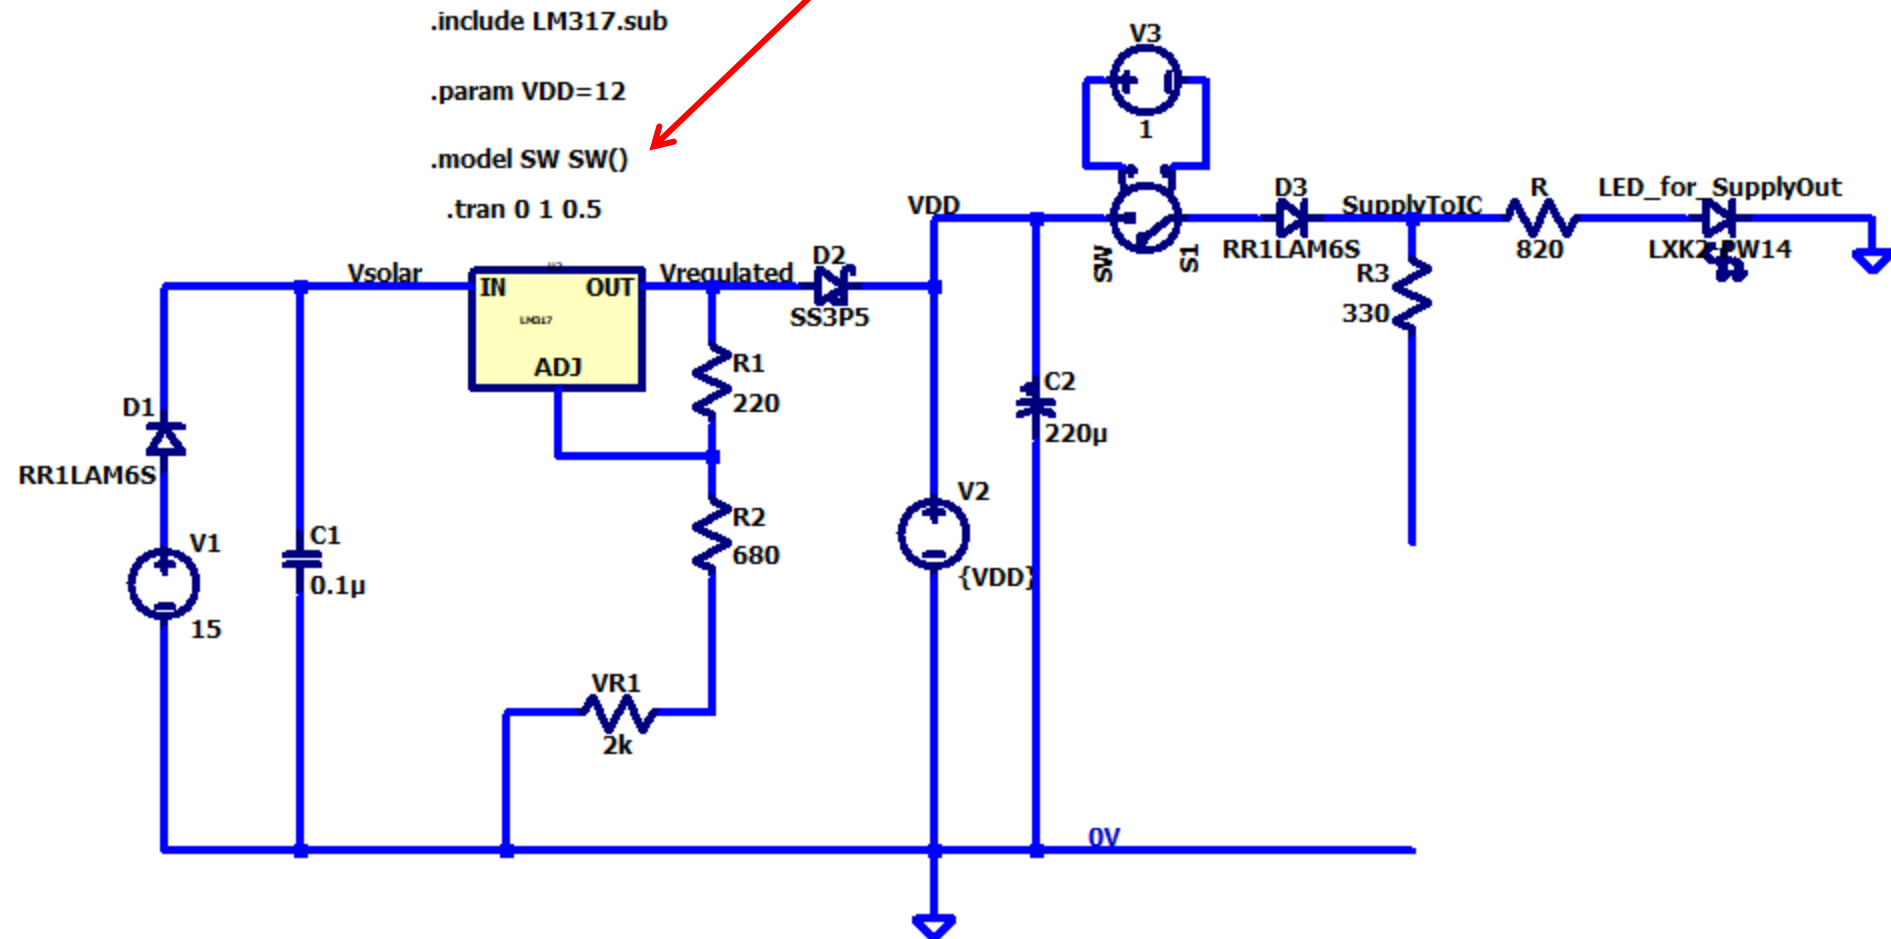 .include LM317.sub
.param VDD=12
.model SW SW()
.tran 0 1 0.5
V3
1
VDD
SW
S1
D3
RR1LAM6S
SupplyToIC
R
820
LED_for_SupplyOut
LXK2-PW14
R3
330
Vsolar
IN
OUT
LM317
ADJ
Vregulated
D2
SS3P5
R1
220
C2
220µ
D1
RR1LAM6S
V1
15
C1
0.1µ
R2
680
V2
{VDD}
VR1
2k
0V